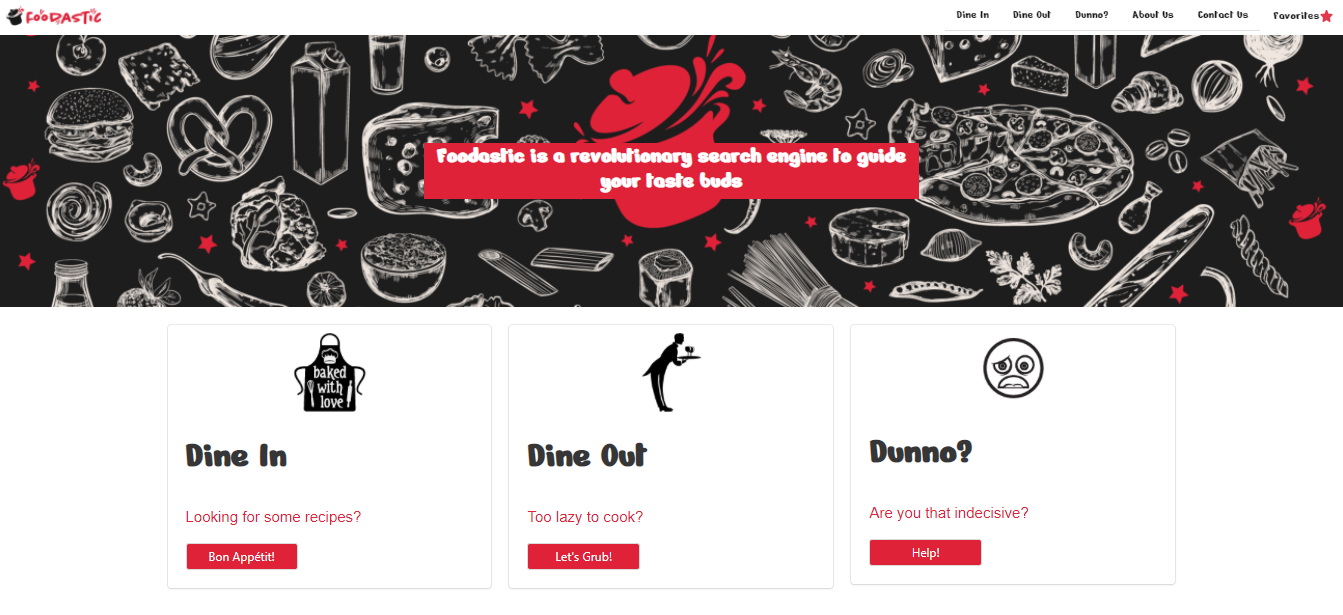 FOODASTIC
Dine In Dine Out Dunno? About Us Contact Us Favorites
Foodastic is a revolutionary search engine to guide
your taste buds
baked
with
love
Dine In
Looking for some recipes?
Bon Appétit!
Dine Out
Too lazy to cook?
Let's Grub!
Dunno?
Are you that indecisive?
Help!